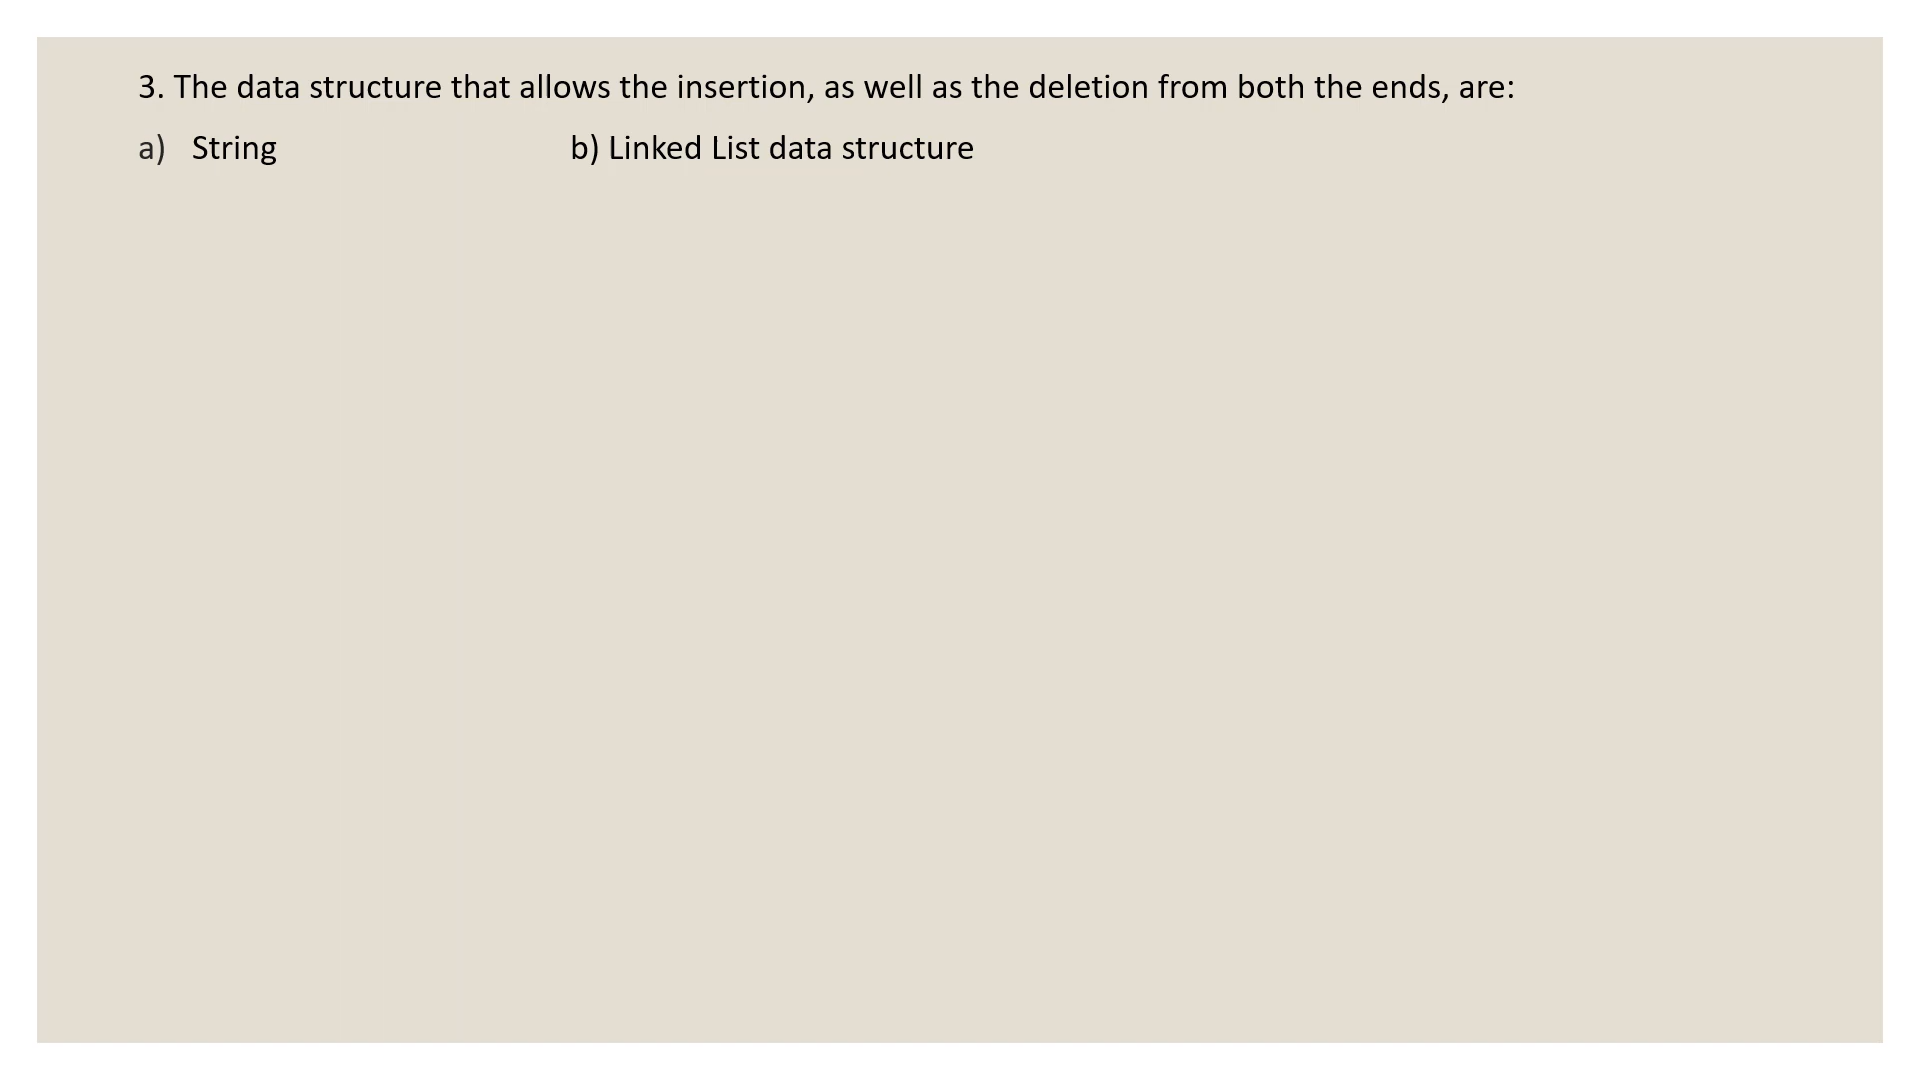 3. The data structure that allows the insertion, as well as the deletion from both the ends, are:
a) String b) Linked List data structure